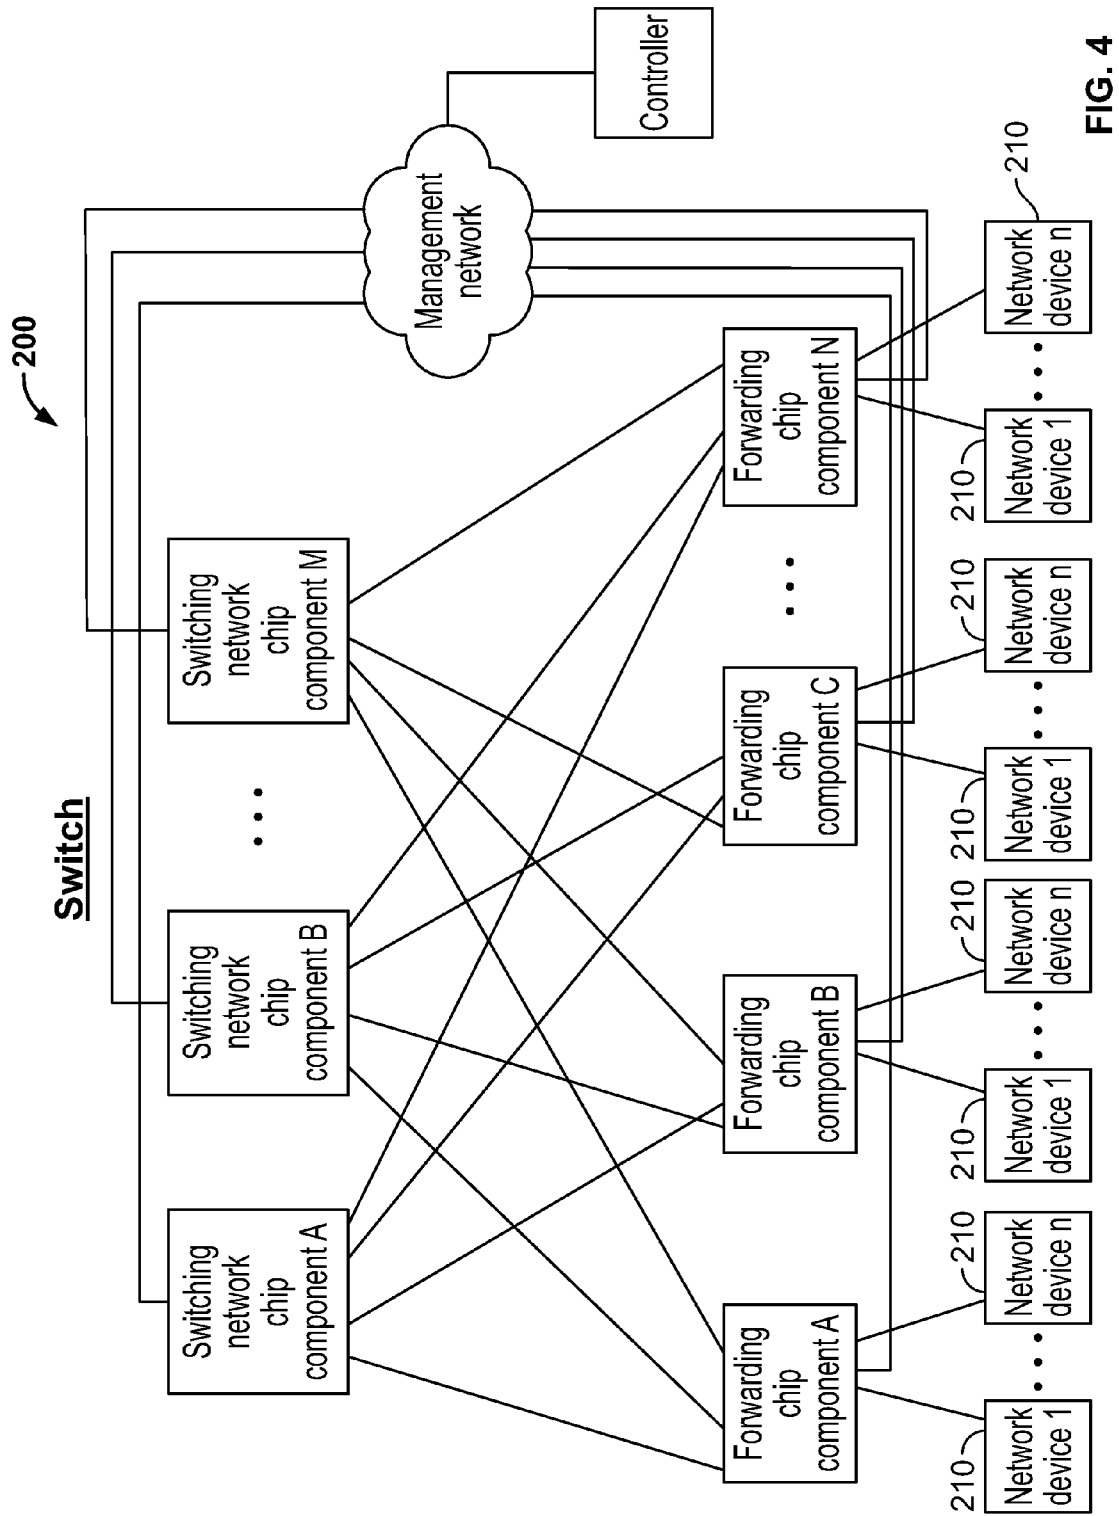 Switch
200
Switching
network
chip
component A
Switching
network
chip
component B
• • •
Switching
network
chip
component M
Management
network
Controller
Forwarding
chip
component A
Forwarding
chip
component B
Forwarding
chip
component C
• • •
Forwarding
chip
component N
210
Network
device 1
• • •
210
Network
device n
210
Network
device 1
• • •
210
Network
device n
210
Network
device 1
• • •
210
Network
device n
210
Network
device 1
• • •
210
Network
device n
FIG. 4